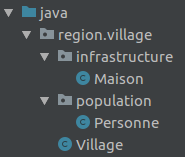 java
region.village
infrastructure
C Maison
population
C Personne
C Village